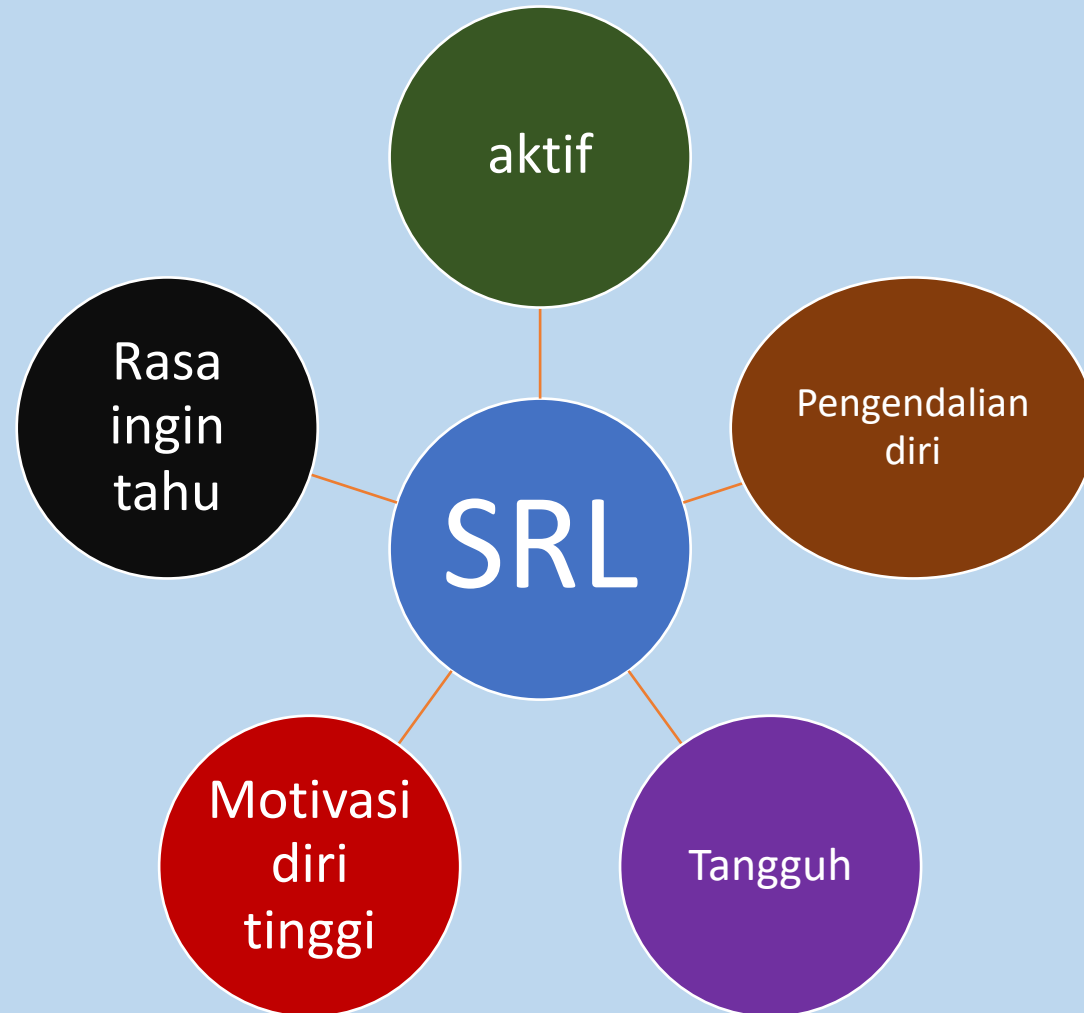 aktif
Pengendalian
diri
Tangguh
Motivasi
diri
tinggi
Rasa
ingin
tahu
SRL